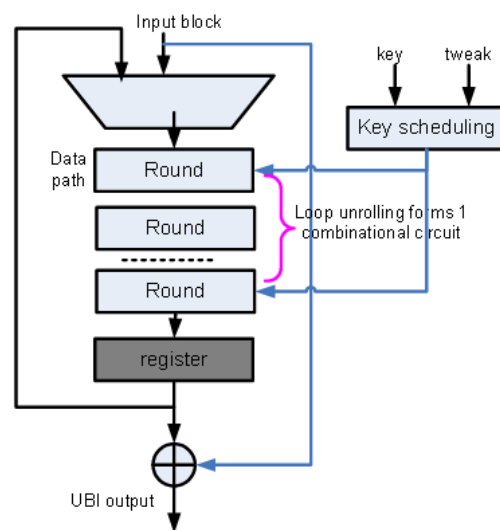 Input block
key
tweak
Key scheduling
Data
path
Round
Loop unrolling forms 1
combinational circuit
Round
Round
register
UBI output